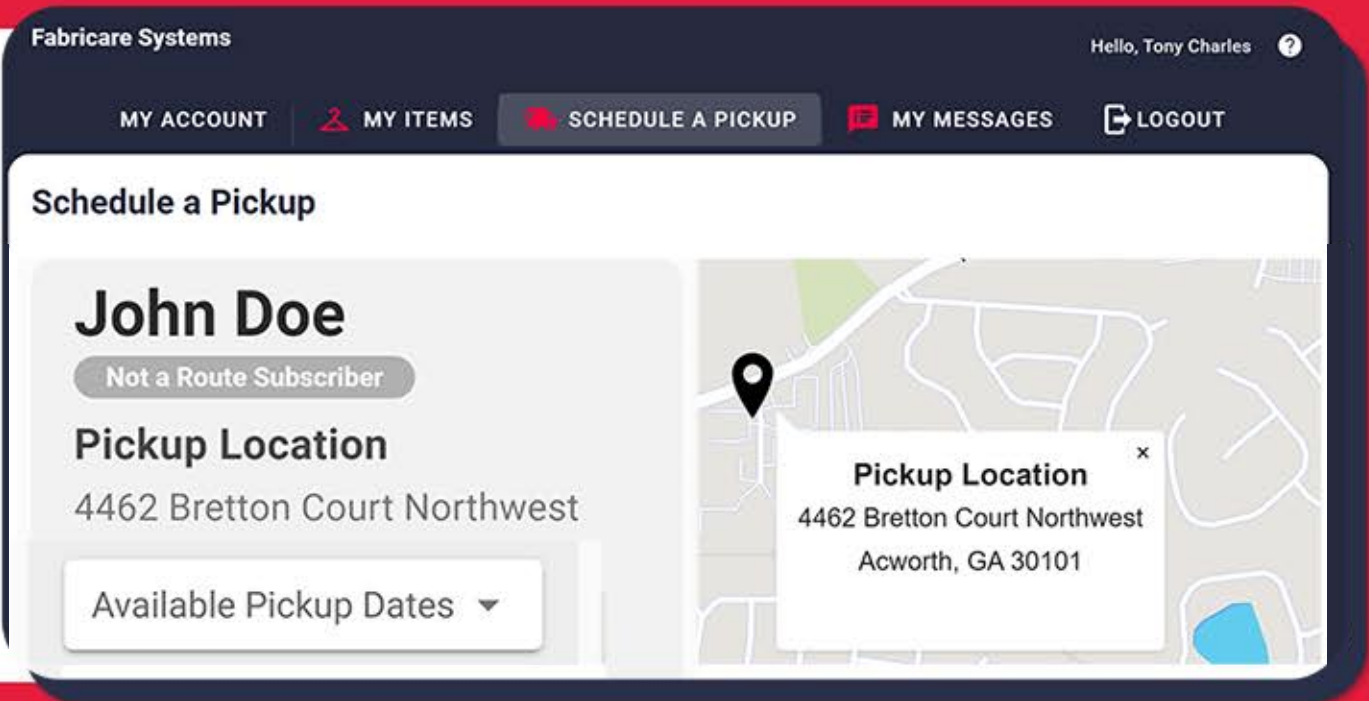 Fabricare Systems
Hello, Tony Charles ?
MY ACCOUNT MY ITEMS SCHEDULE A PICKUP MY MESSAGES LOGOUT
Schedule a Pickup
John Doe
Not a Route Subscriber
Pickup Location
4462 Bretton Court Northwest
Available Pickup Dates
×
Pickup Location
4462 Bretton Court Northwest
Acworth, GA 30101